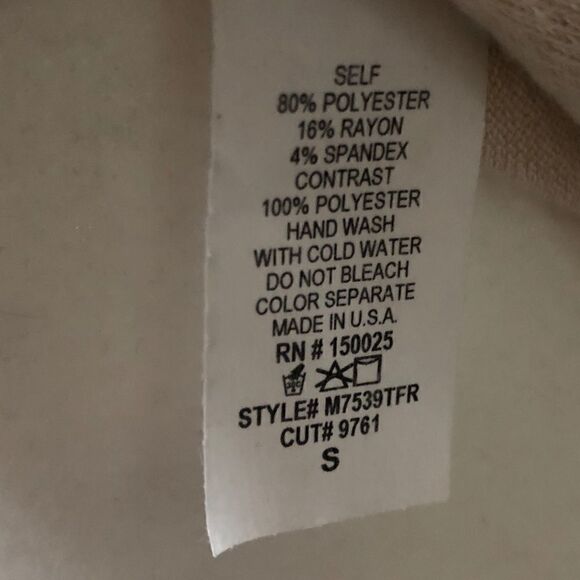 SELF
80% POLYESTER
16% RAYON
4% SPANDEX
CONTRAST
100% POLYESTER
HAND WASH
WITH COLD WATER
DO NOT BLEACH
COLOR SEPARATE
MADE IN U.S.A.
RN # 150025
STYLE# M7539TFR
CUT# 9761
S